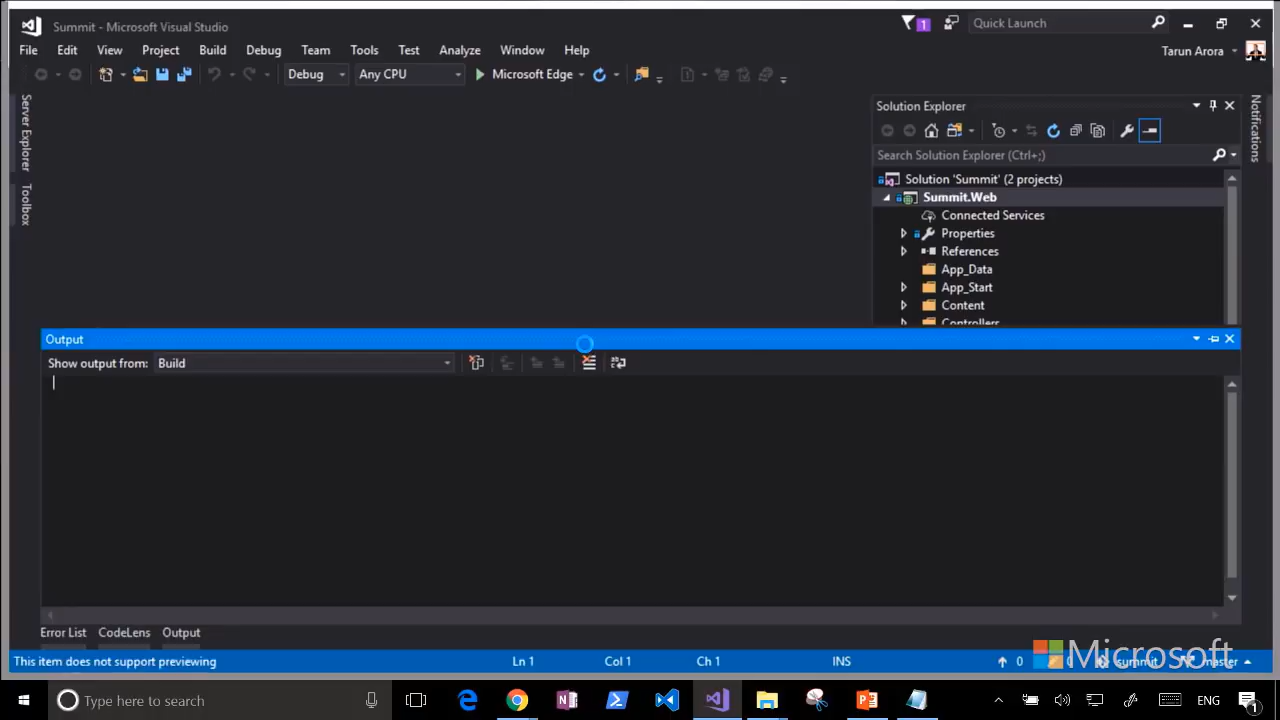 Summit - Microsoft Visual Studio
1
Quick Launch
File Edit View Project Build Debug Team Tools Test Analyze Window Help
Tarun Arora
Debug Any CPU Microsoft Edge
Server Explorer
Toolbox
Notifications
Solution Explorer
Search Solution Explorer (Ctrl+;)
Solution 'Summit' (2 projects)
Summit.Web
Connected Services
Properties
References
App_Data
App_Start
Content
Controllers
Output
Show output from: Build
Error List CodeLens Output
This item does not support previewing Ln 1 Col 1 Ch 1 INS 0 summit master
Microsoft
Type here to search
ENG
1